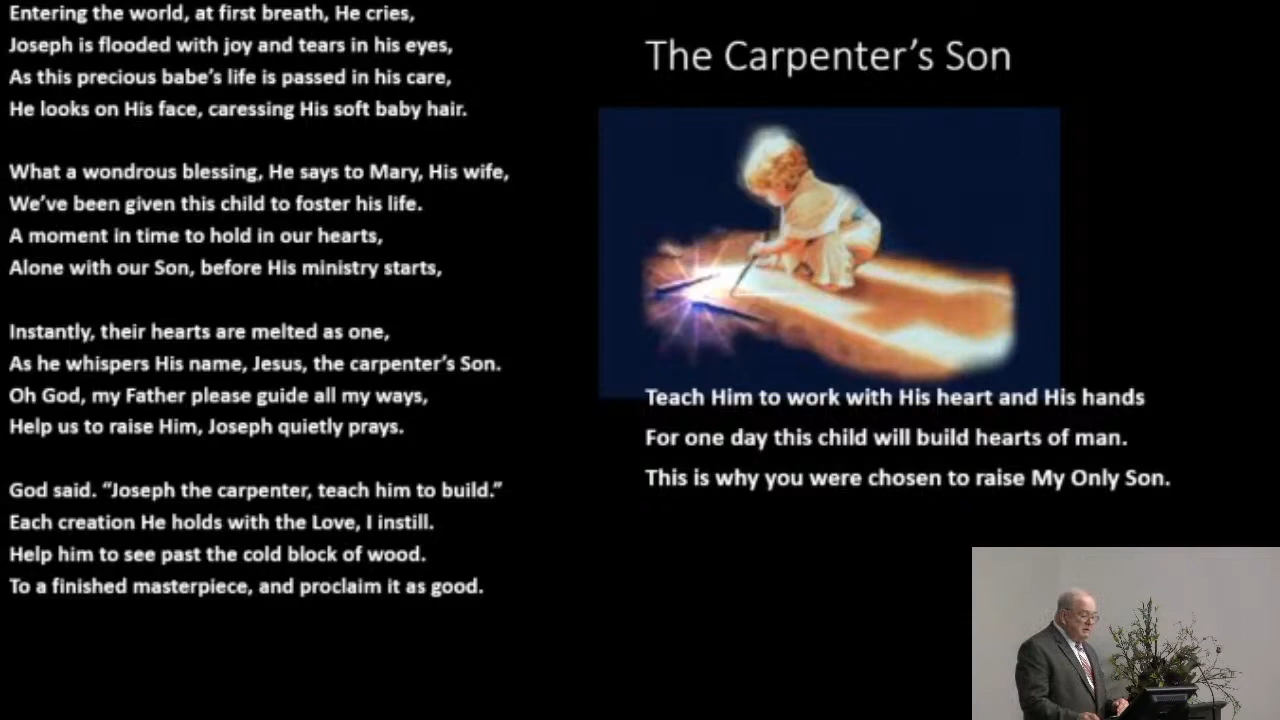 Entering the world, at first breath, He cries,
Joseph is flooded with joy and tears in his eyes,
As this precious babe's life is passed in his care,
He looks on His face, caressing His soft baby hair.
What a wondrous blessing, He says to Mary, His wife,
We've been given this child to foster his life.
A moment in time to hold in our hearts,
Alone with our Son, before His ministry starts,
Instantly, their hearts are melted as one,
As he whispers His name, Jesus, the carpenter's Son.
Oh God, my Father please guide all my ways,
Help us to raise Him, Joseph quietly prays.
God said. “Joseph the carpenter, teach him to build.”
Each creation He holds with the Love, I instill.
Help him to see past the cold block of wood.
To a finished masterpiece, and proclaim it as good.
The Carpenter's Son
Teach Him to work with His heart and His hands
For one day this child will build hearts of man.
This is why you were chosen to raise My Only Son.